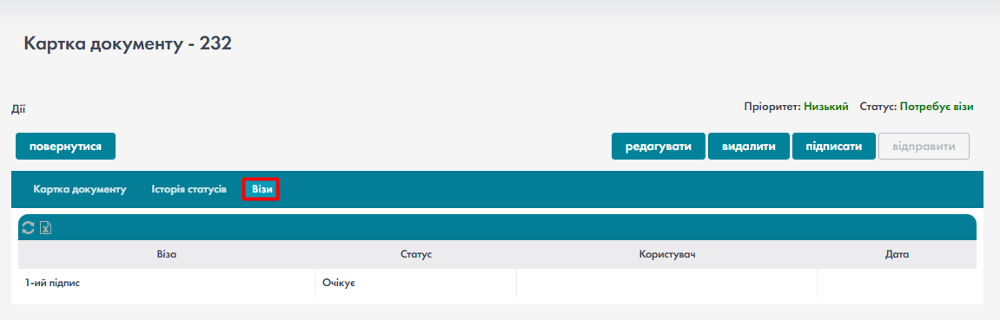 Картка документу - 232
Дії
Пріоритет: Низький Статус: Потребує візи
повернутися редагувати видалити підписати відправити
Картка документу Історія статусів Візи
Віза Статус Користувач Дата
1-ий підпис Очікує